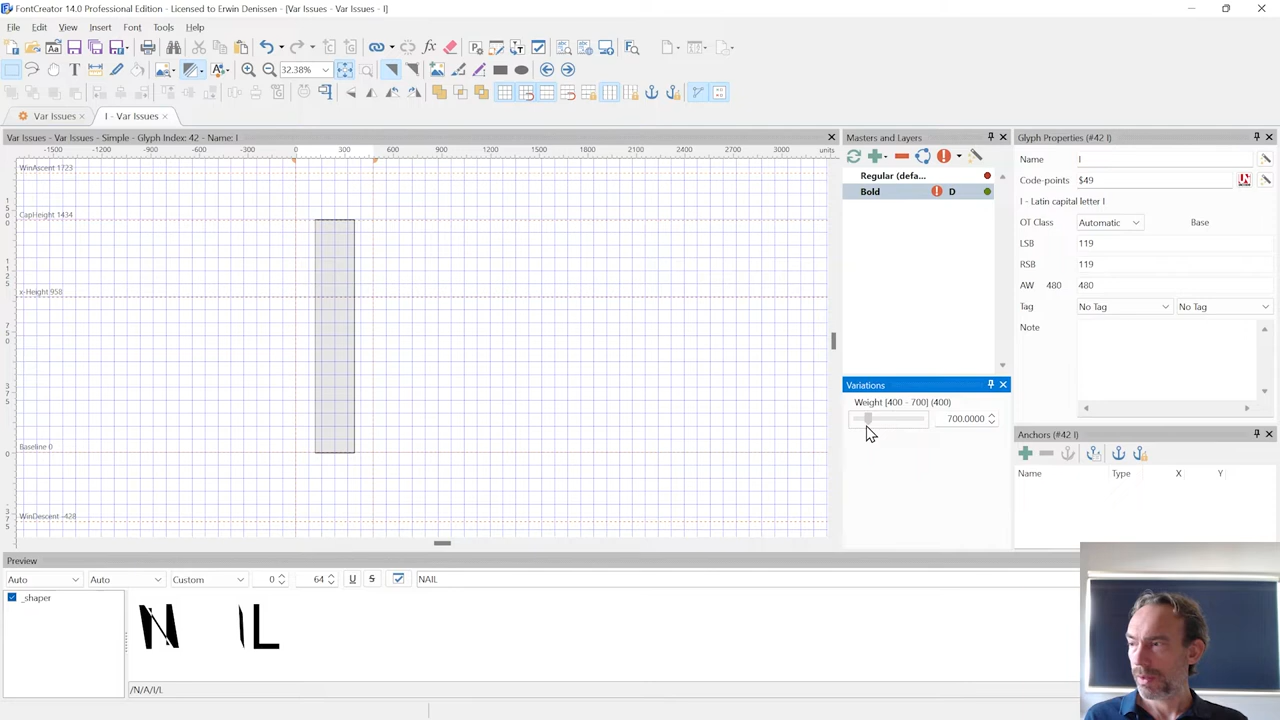 FontCreator 14.0 Professional Edition - Licensed to Erwin Denissen - [Var Issues - Var Issues - I]
File Edit View Insert Font Tools Help
32.38%
Var Issues
I - Var Issues
Var Issues - Var Issues - Simple - Glyph Index: 42 - Name: I
-1500 -1200 -900 -600 -300 0 300 600 900 1200 1500 1800 2100 2400 2700 3000 units
WinAscent 1723
CapHeight 1434
x-Height 958
Baseline 0
WinDescent -428
Masters and Layers
Regular (defa...
Bold D
Variations
Weight [400 - 700] (400)
700.0000
Glyph Properties (#42 I)
Name I
Code-points $49
I - Latin capital letter I
OT Class Automatic Base
LSB 119
RSB 119
AW 480 480
Tag No Tag No Tag
Note
Anchors (#42 I)
Name Type X Y
Preview
Auto Auto Custom 0 64 U S NAIL
_shaper
N IL
/N/A/I/L